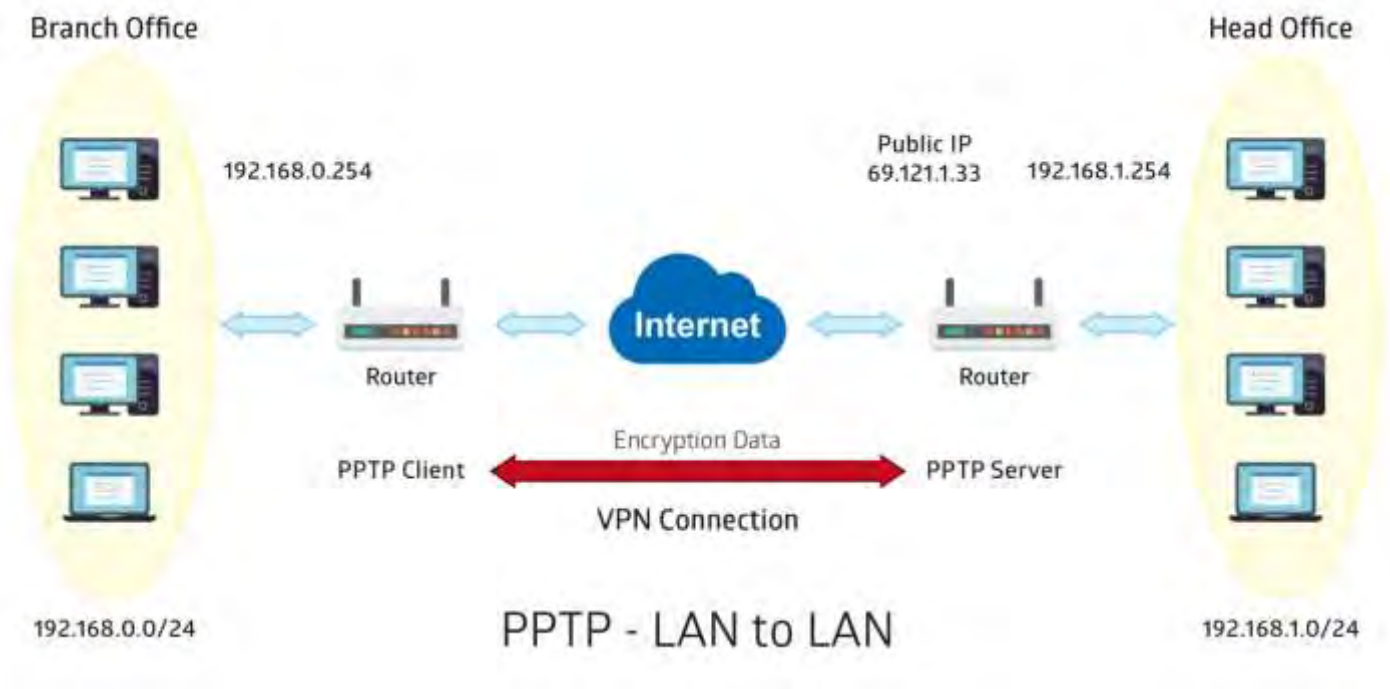 Branch Office
Head Office
192.168.0.254
Public IP
69.121.1.33
192.168.1.254
Internet
Router
Router
Encryption Data
PPTP Client
PPTP Server
VPN Connection
192.168.0.0/24
PPTP - LAN to LAN
192.168.1.0/24